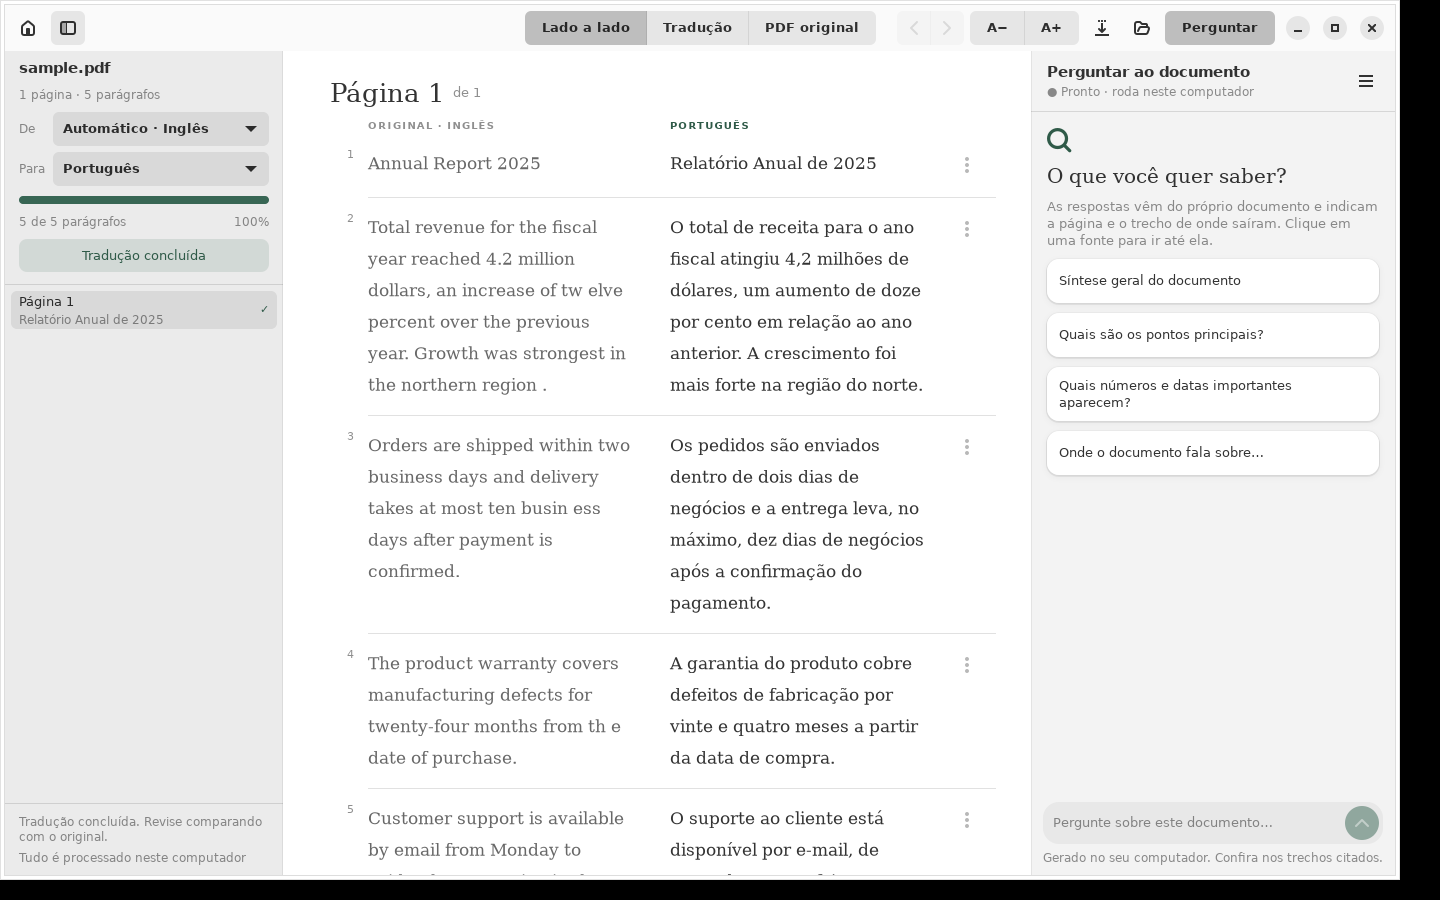 Lado a lado
Tradução
PDF original
A−
A+
Perguntar
sample.pdf
1 página · 5 parágrafos
De
Automático · Inglês
Para
Português
5 de 5 parágrafos
100%
Tradução concluída
Página 1
Relatório Anual de 2025
✓
Tradução concluída. Revise comparando
com o original.
Tudo é processado neste computador
Página 1 de 1
ORIGINAL · INGLÊS
PORTUGUÊS
1
Annual Report 2025
Relatório Anual de 2025
2
Total revenue for the fiscal
year reached 4.2 million
dollars, an increase of tw elve
percent over the previous
year. Growth was strongest in
the northern region .
O total de receita para o ano
fiscal atingiu 4,2 milhões de
dólares, um aumento de doze
por cento em relação ao ano
anterior. A crescimento foi
mais forte na região do norte.
3
Orders are shipped within two
business days and delivery
takes at most ten busin ess
days after payment is
confirmed.
Os pedidos são enviados
dentro de dois dias de
negócios e a entrega leva, no
máximo, dez dias de negócios
após a confirmação do
pagamento.
4
The product warranty covers
manufacturing defects for
twenty-four months from th e
date of purchase.
A garantia do produto cobre
defeitos de fabricação por
vinte e quatro meses a partir
da data de compra.
5
Customer support is available
by email from Monday to
O suporte ao cliente está
disponível por e-mail, de
Perguntar ao documento
● Pronto · roda neste computador
O que você quer saber?
As respostas vêm do próprio documento e indicam
a página e o trecho de onde saíram. Clique em
uma fonte para ir até ela.
Síntese geral do documento
Quais são os pontos principais?
Quais números e datas importantes
aparecem?
Onde o documento fala sobre…
Pergunte sobre este documento…
Gerado no seu computador. Confira nos trechos citados.